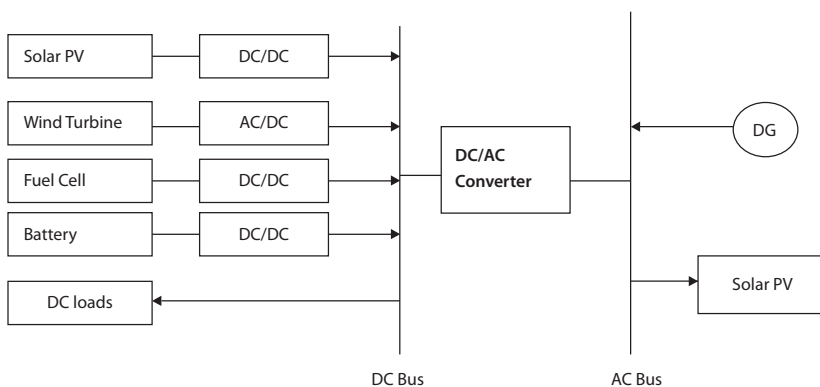 Solar PV
DC/DC
Wind Turbine
AC/DC
DG
DC/AC
Converter
Fuel Cell
DC/DC
Battery
DC/DC
Solar PV
DC loads
DC Bus
AC Bus